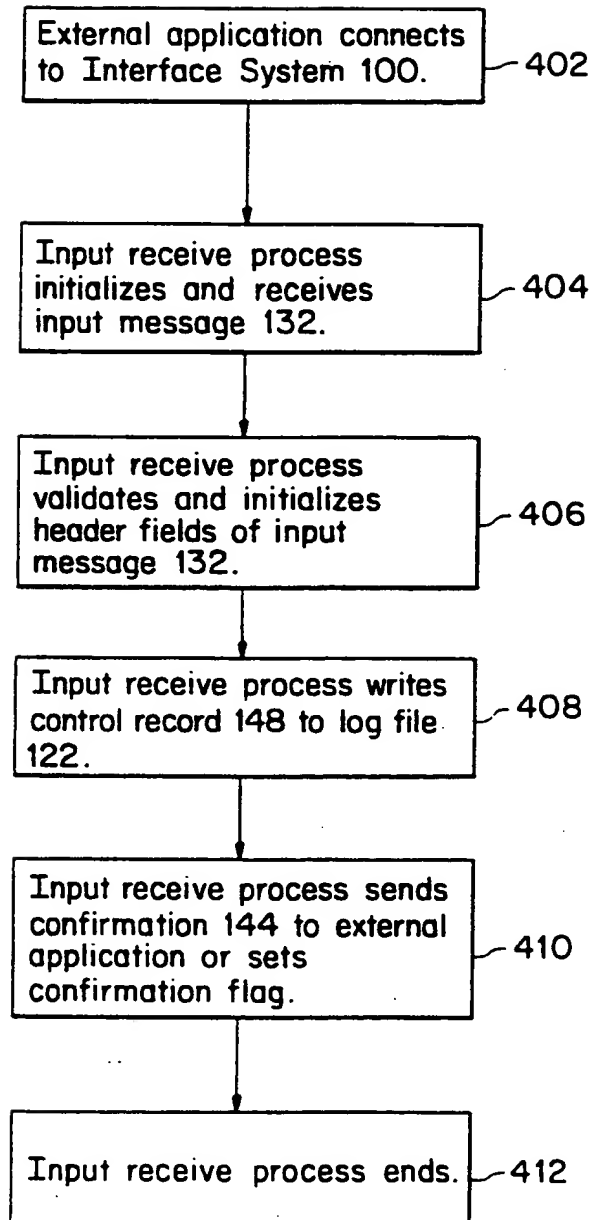 External application connects
to Interface System 100.
402
Input receive process
initializes and receives
input message 132.
404
Input receive process
validates and initializes
header fields of input
message 132.
406
Input receive process writes
control record 148 to log file
122.
408
Input receive process sends
confirmation 144 to external
application or sets
confirmation flag.
410
Input receive process ends.
412